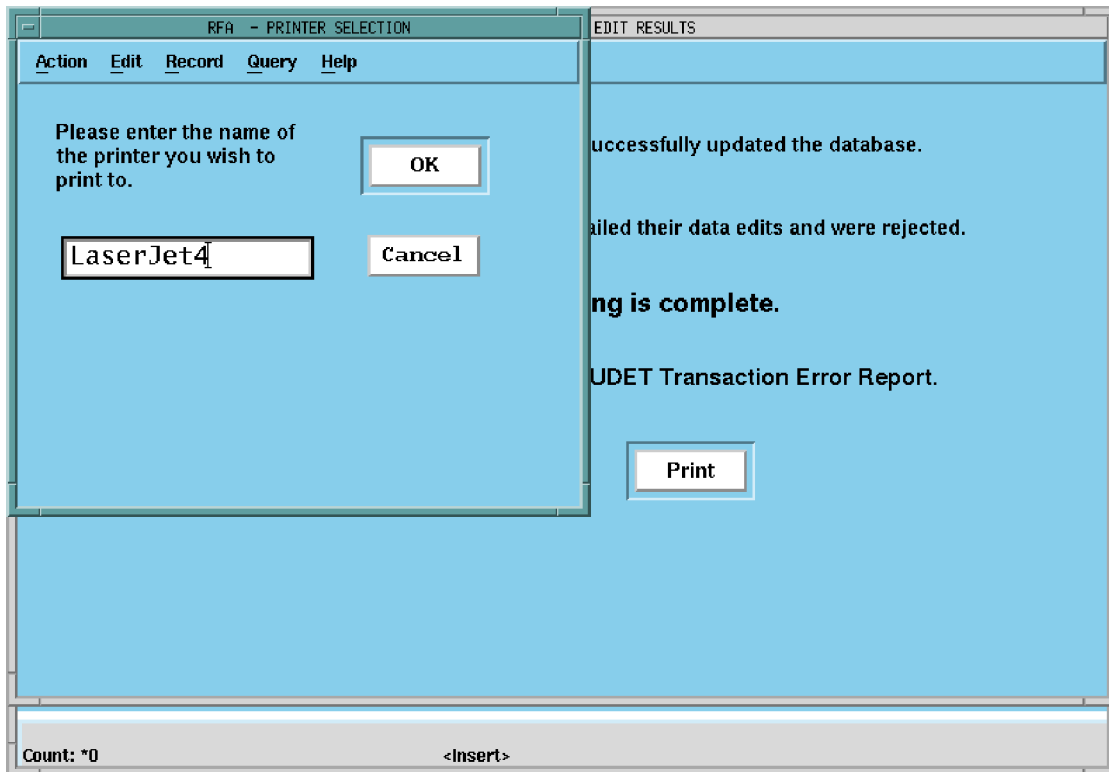 RFA - PRINTER SELECTION
EDIT RESULTS
Action Edit Record Query Help
Please enter the name of
the printer you wish to
print to.
OK
uccessfully updated the database.
ailed their data edits and were rejected.
LaserJet4
Cancel
ng is complete.
UDET Transaction Error Report.
Print
Count: *0 <Insert>